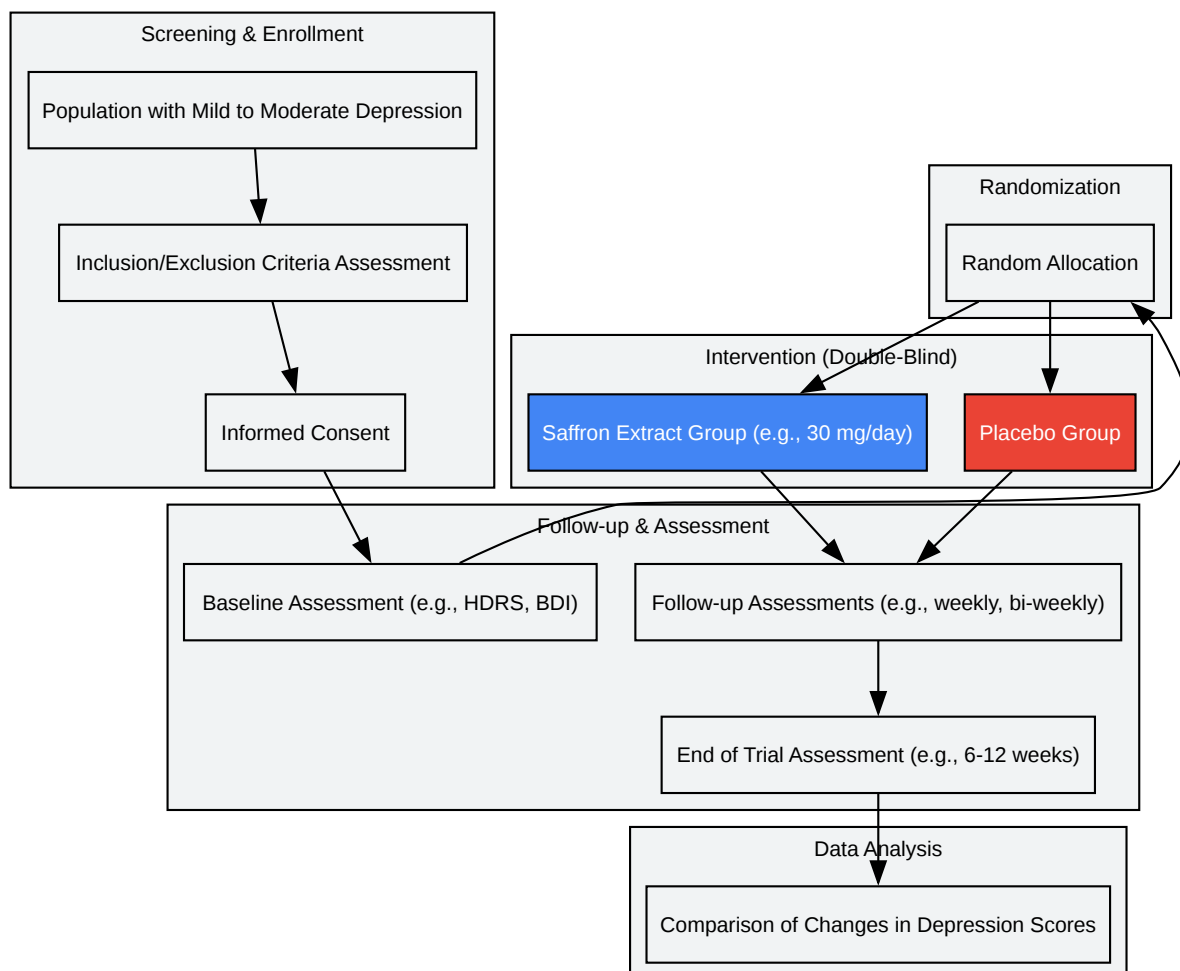 Screening & Enrollment
Population with Mild to Moderate Depression
Inclusion/Exclusion Criteria Assessment
Informed Consent
Randomization
Random Allocation
Intervention (Double-Blind)
Saffron Extract Group (e.g., 30 mg/day)
Placebo Group
Follow-up & Assessment
Baseline Assessment (e.g., HDRS, BDI)
Follow-up Assessments (e.g., weekly, bi-weekly)
End of Trial Assessment (e.g., 6-12 weeks)
Data Analysis
Comparison of Changes in Depression Scores